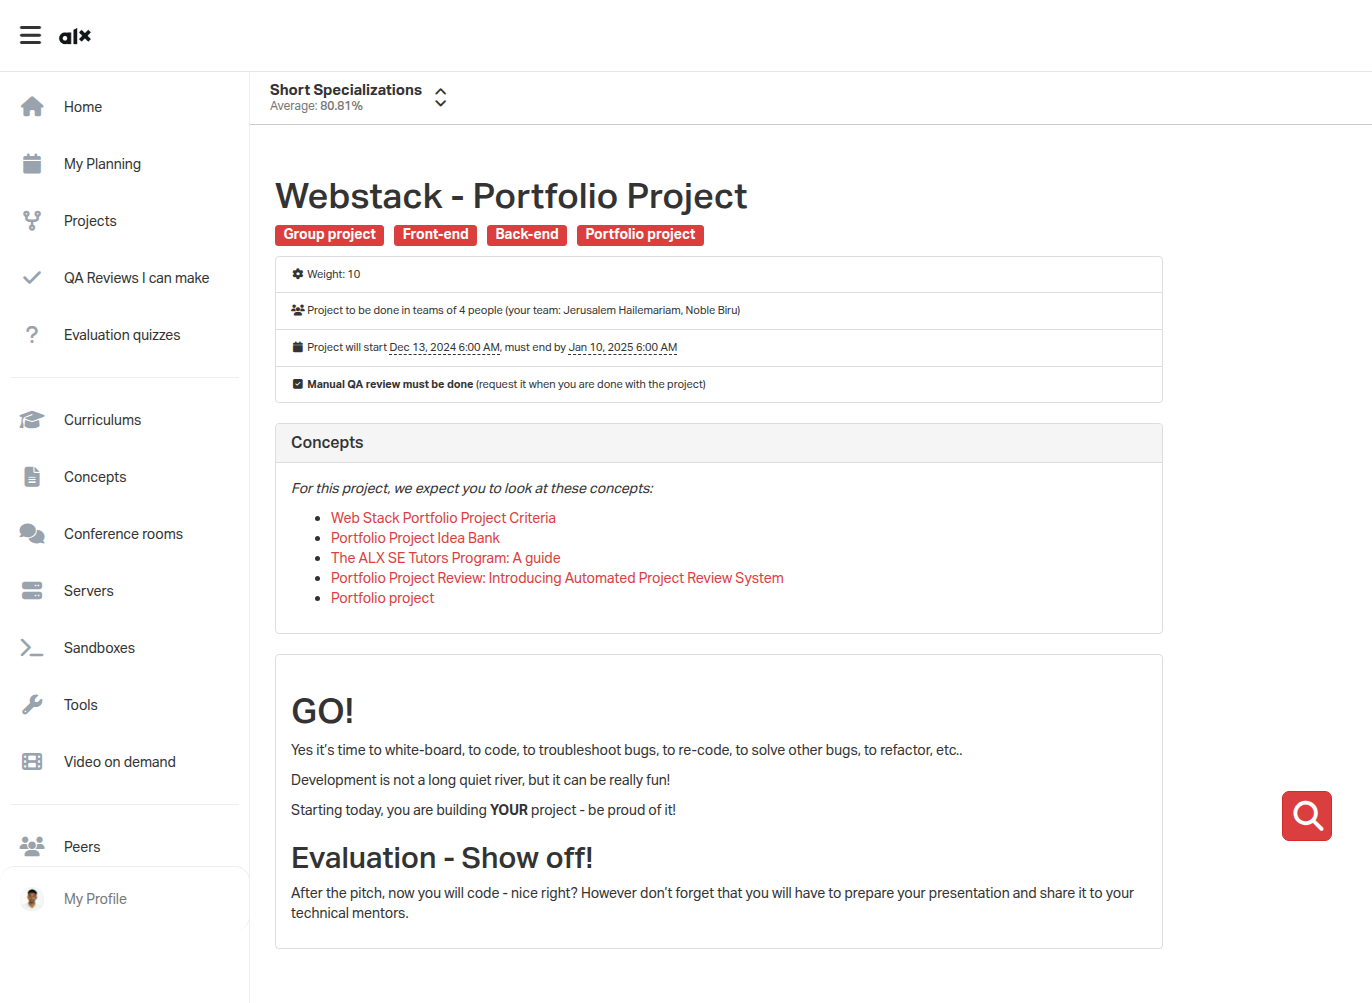 alx
Home
My Planning
Projects
QA Reviews I can make
Evaluation quizzes
Curriculums
Concepts
Conference rooms
Servers
Sandboxes
Tools
Video on demand
Peers
My Profile
Short Specializations
Average: 80.81%
Webstack - Portfolio Project
Group project Front-end Back-end Portfolio project
Weight: 10
Project to be done in teams of 4 people (your team: Jerusalem Hailemariam, Noble Biru)
Project will start Dec 13, 2024 6:00 AM, must end by Jan 10, 2025 6:00 AM
Manual QA review must be done (request it when you are done with the project)
Concepts
For this project, we expect you to look at these concepts:
Web Stack Portfolio Project Criteria
Portfolio Project Idea Bank
The ALX SE Tutors Program: A guide
Portfolio Project Review: Introducing Automated Project Review System
Portfolio project
GO!
Yes it’s time to white-board, to code, to troubleshoot bugs, to re-code, to solve other bugs, to refactor, etc..
Development is not a long quiet river, but it can be really fun!
Starting today, you are building YOUR project - be proud of it!
Evaluation - Show off!
After the pitch, now you will code - nice right? However don’t forget that you will have to prepare your presentation and share it to your
technical mentors.